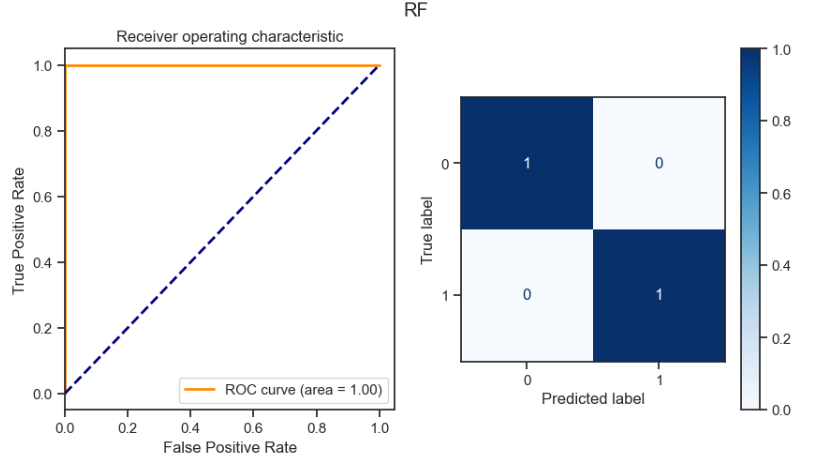 RF
Receiver operating characteristic
True Positive Rate
1.0
0.8
0.6
0.4
0.2
0.0
ROC curve (area = 1.00)
0.0 0.2 0.4 0.6 0.8 1.0
False Positive Rate
True label
0
1
1 0
0 1
0 1
Predicted label
1.0
0.8
0.6
0.4
0.2
0.0